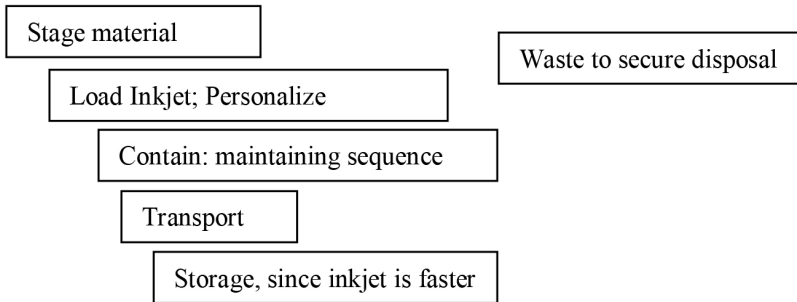 Stage material
Waste to secure disposal
Load Inkjet; Personalize
Contain: maintaining sequence
Transport
Storage, since inkjet is faster